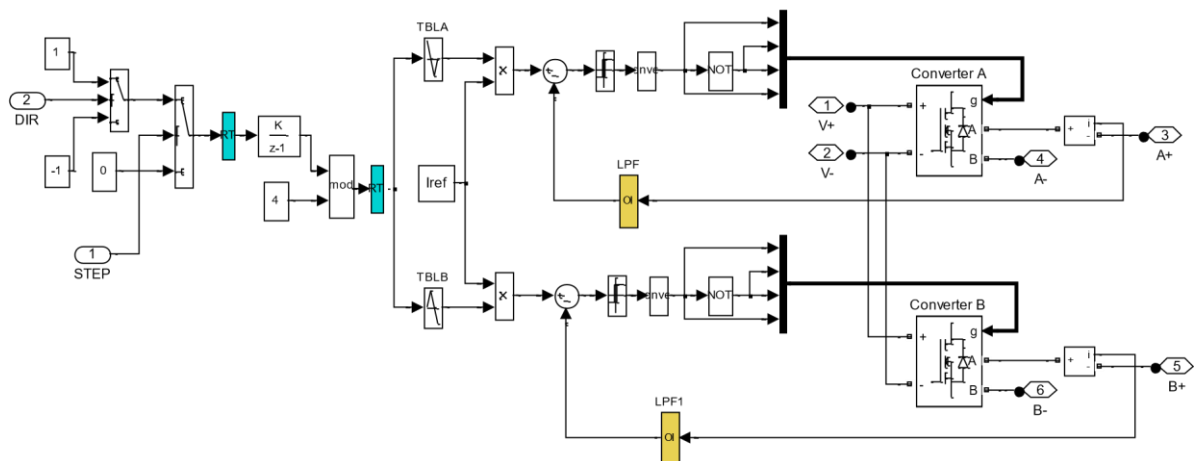 1
2
DIR
-1
0
1
STEP
RT
K
z-1
4
mod
RT
TBLA
TBLB
Iref
×
×
NOT
NOT
LPF
LPF1
1
V+
2
V-
Converter A
g
+
A
-
B
+
i
-
3
A+
4
A-
Converter B
g
+
A
-
B
+
i
-
5
B+
6
B-